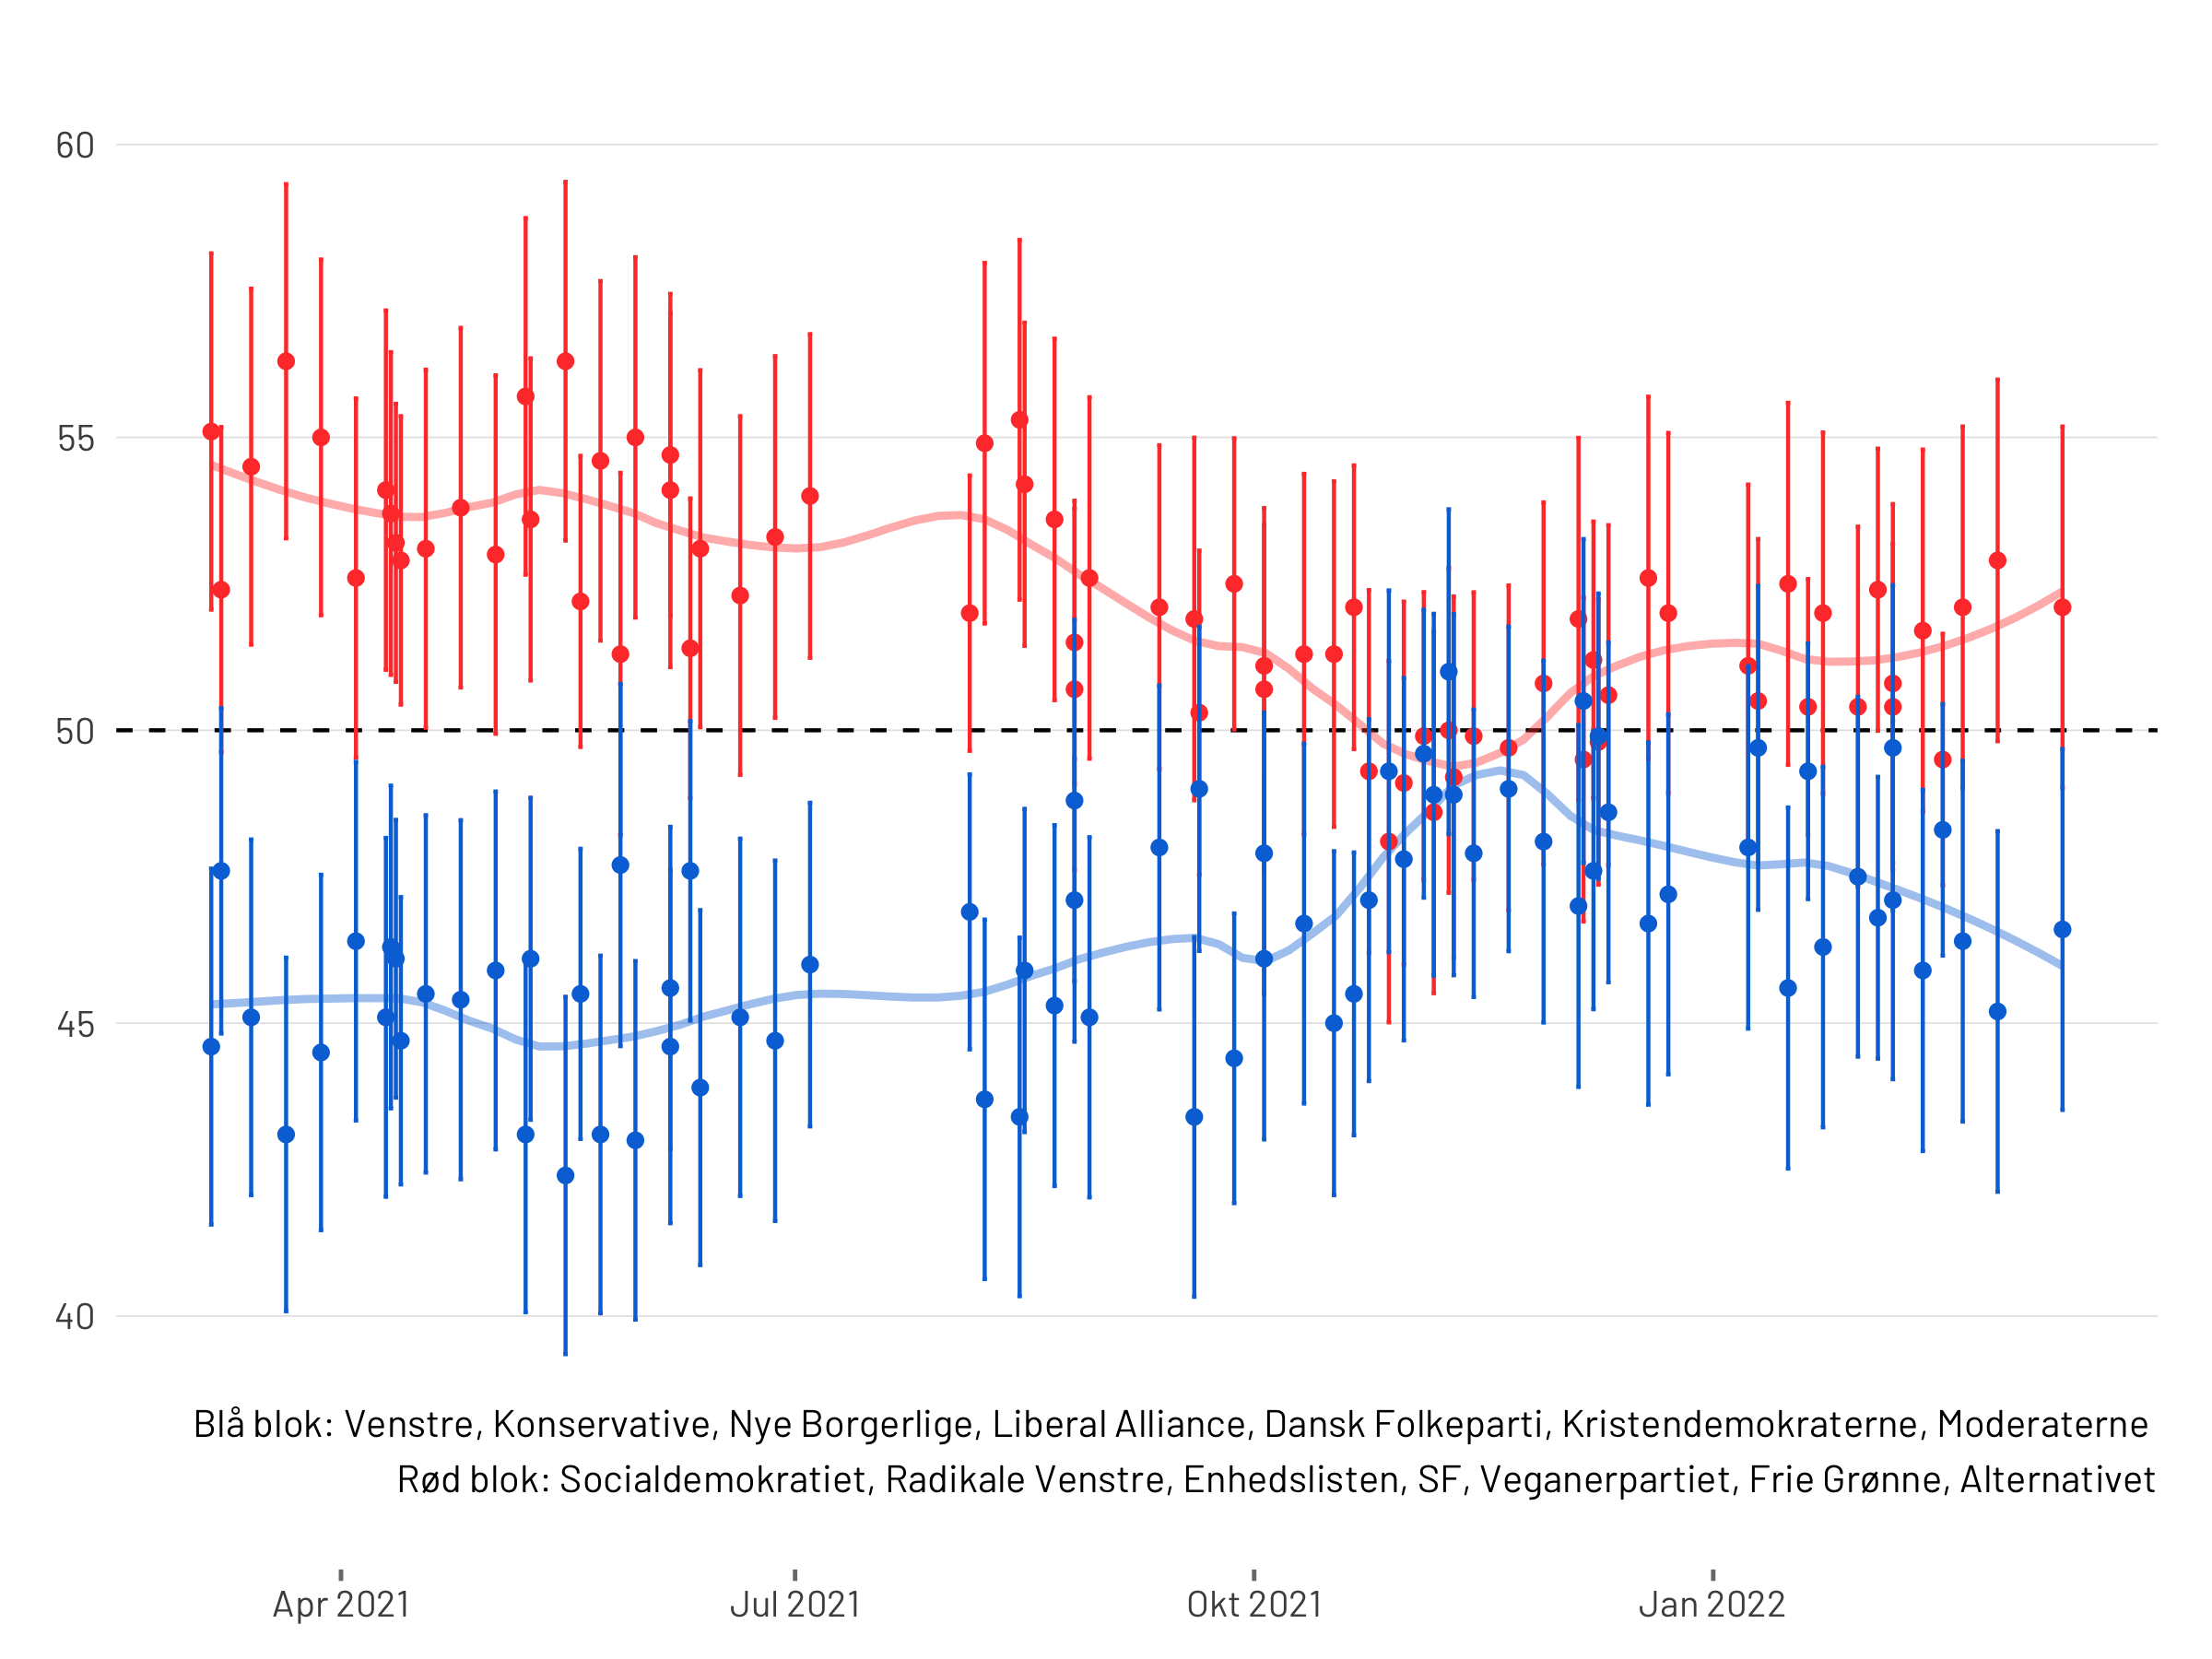 60
55
50
45
40
Blå blok: Venstre, Konservative, Nye Borgerlige, Liberal Alliance, Dansk Folkeparti, Kristendemokraterne, Moderaterne
Rød blok: Socialdemokratiet, Radikale Venstre, Enhedslisten, SF, Veganerpartiet, Frie Grønne, Alternativet
Apr 2021 Jul 2021 Okt 2021 Jan 2022